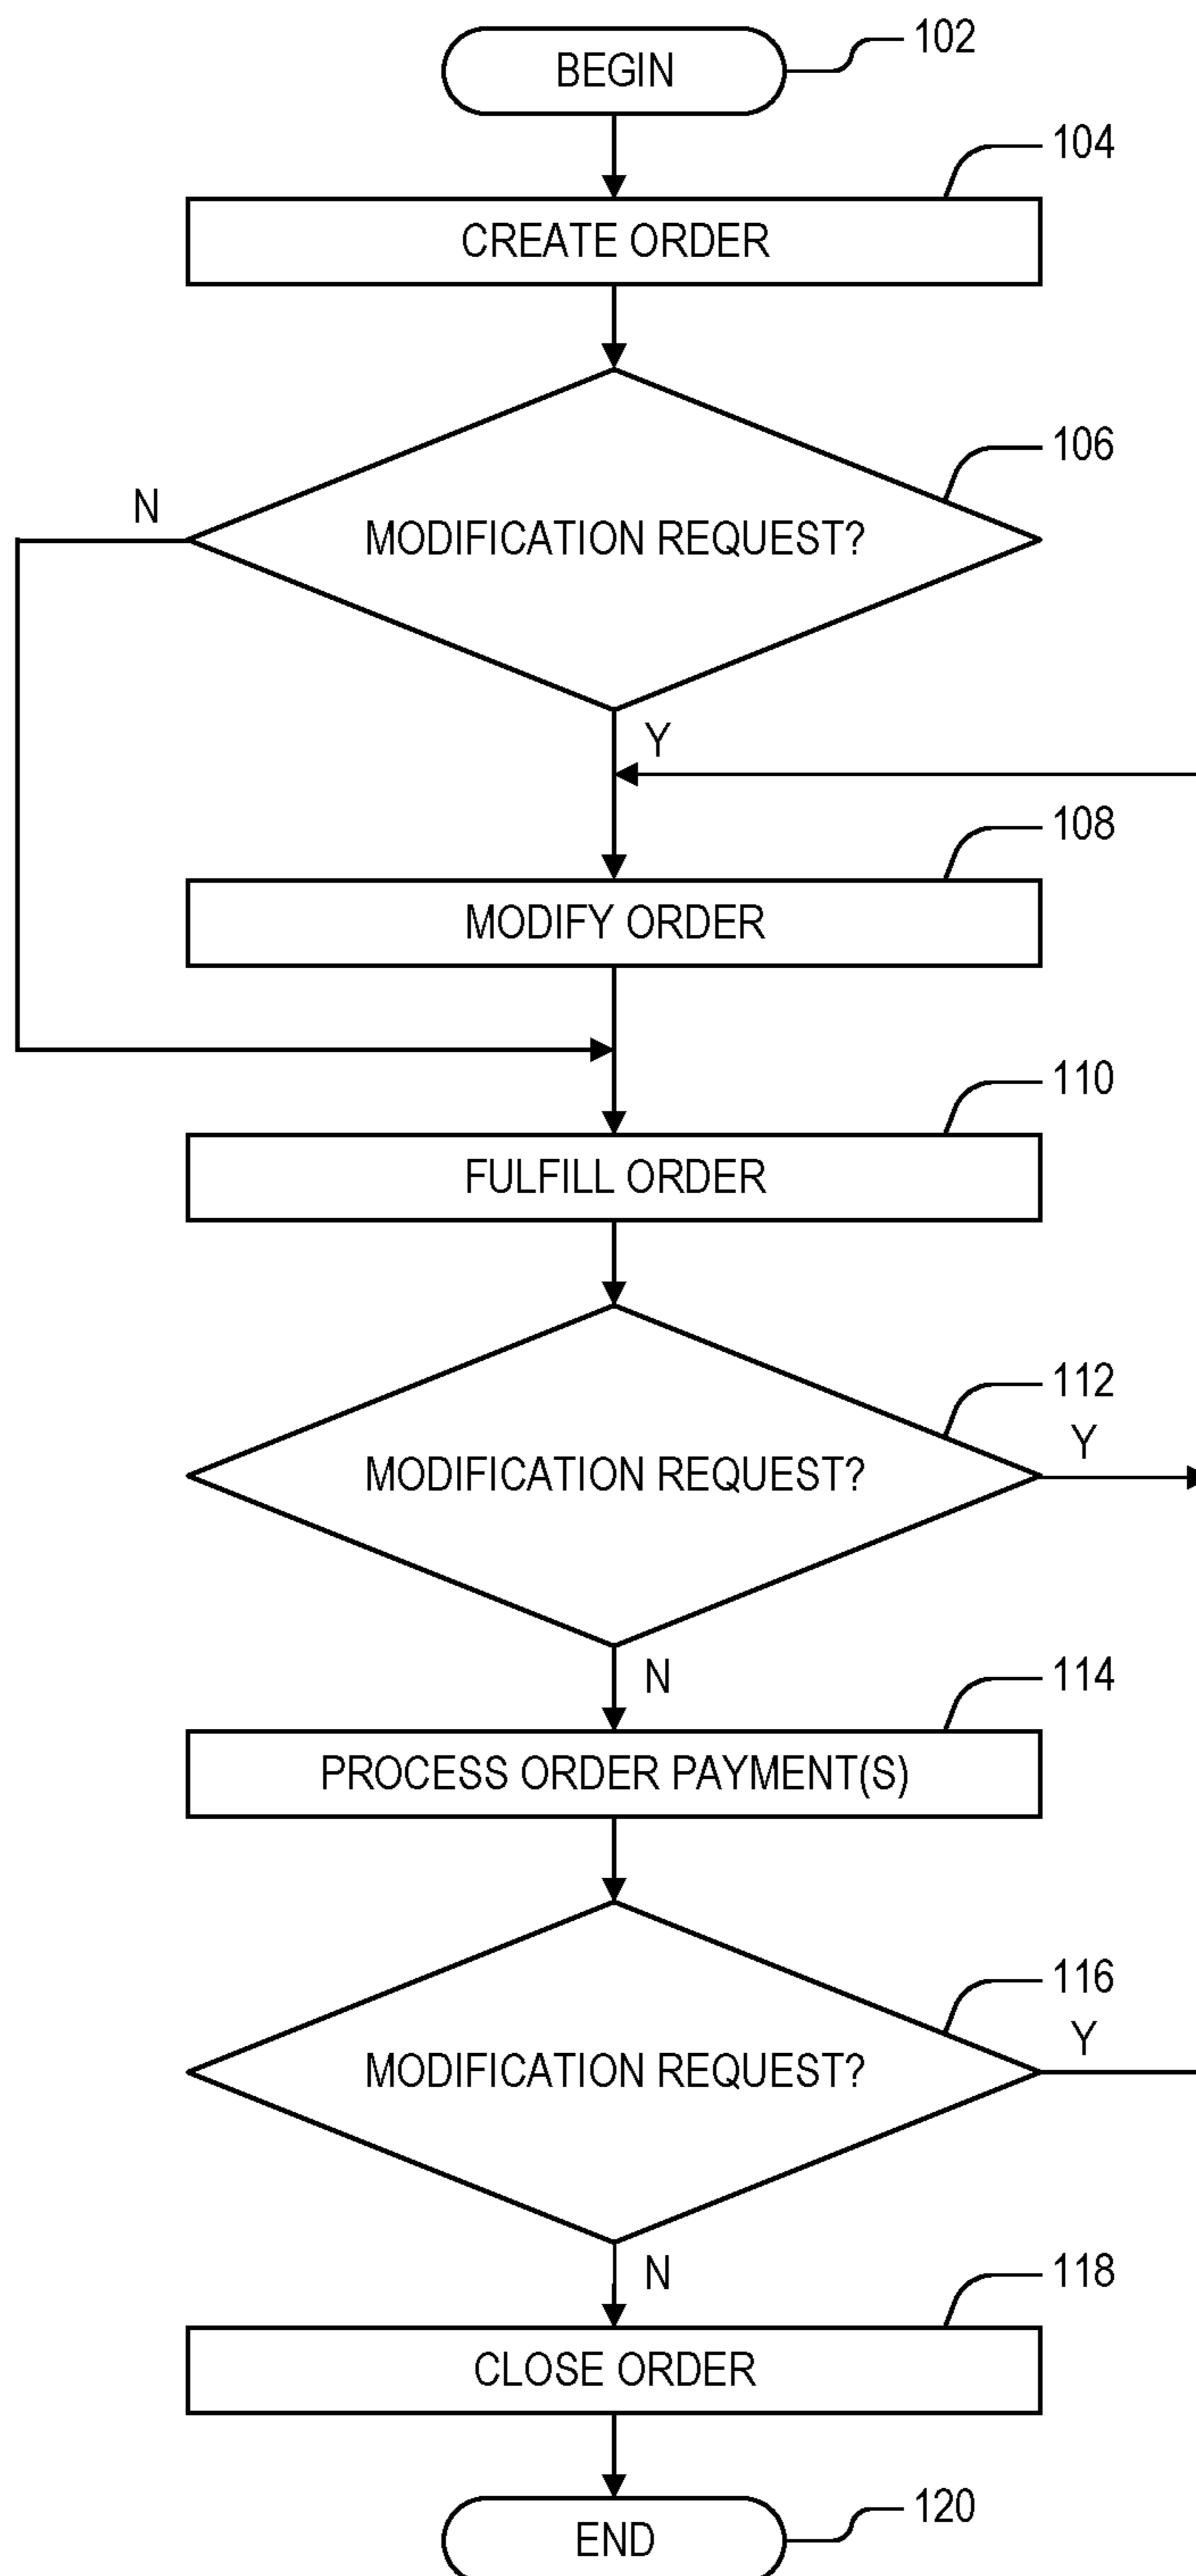 BEGIN
102
104
CREATE ORDER
106
N
MODIFICATION REQUEST?
Y
108
MODIFY ORDER
110
FULFILL ORDER
112
Y
MODIFICATION REQUEST?
N
114
PROCESS ORDER PAYMENT(S)
116
Y
MODIFICATION REQUEST?
N
118
CLOSE ORDER
120
END